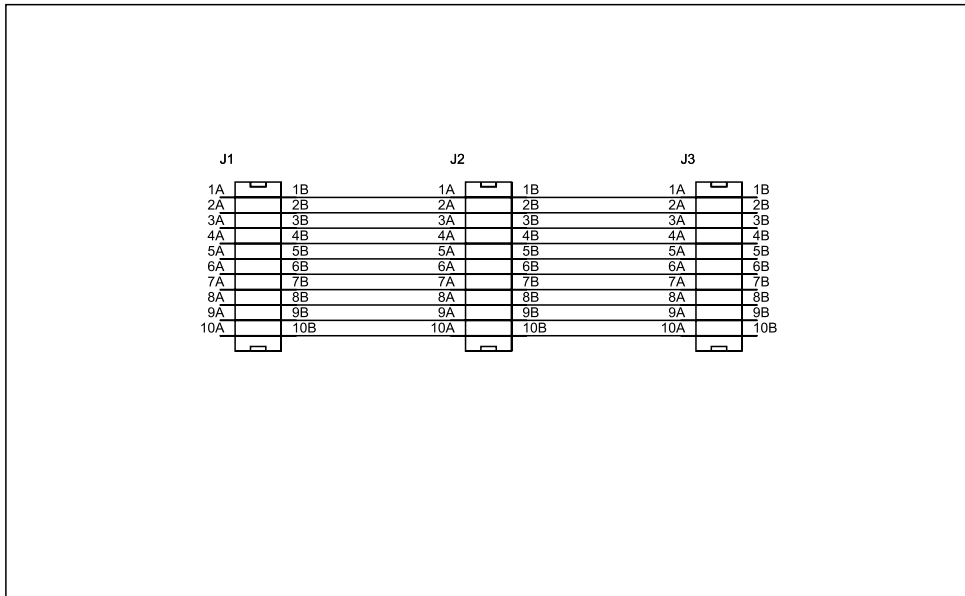 J1 J2 J3
1A 1B 1A 1B 1A 1B
2A 2B 2A 2B 2A 2B
3A 3B 3A 3B 3A 3B
4A 4B 4A 4B 4A 4B
5A 5B 5A 5B 5A 5B
6A 6B 6A 6B 6A 6B
7A 7B 7A 7B 7A 7B
8A 8B 8A 8B 8A 8B
9A 9B 9A 9B 9A 9B
10A 10B 10A 10B 10A 10B